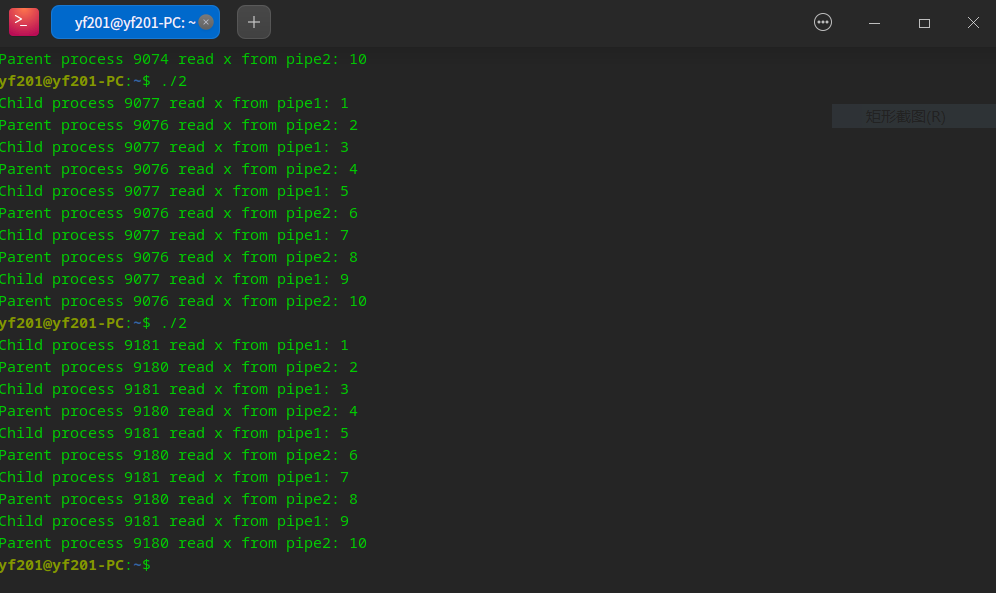 yf201@yf201-PC: ~
Parent process 9074 read x from pipe2: 10
yf201@yf201-PC:~$ ./2
Child process 9077 read x from pipe1: 1
矩形截图(R)
Parent process 9076 read x from pipe2: 2
Child process 9077 read x from pipe1: 3
Parent process 9076 read x from pipe2: 4
Child process 9077 read x from pipe1: 5
Parent process 9076 read x from pipe2: 6
Child process 9077 read x from pipe1: 7
Parent process 9076 read x from pipe2: 8
Child process 9077 read x from pipe1: 9
Parent process 9076 read x from pipe2: 10
yf201@yf201-PC:~$ ./2
Child process 9181 read x from pipe1: 1
Parent process 9180 read x from pipe2: 2
Child process 9181 read x from pipe1: 3
Parent process 9180 read x from pipe2: 4
Child process 9181 read x from pipe1: 5
Parent process 9180 read x from pipe2: 6
Child process 9181 read x from pipe1: 7
Parent process 9180 read x from pipe2: 8
Child process 9181 read x from pipe1: 9
Parent process 9180 read x from pipe2: 10
yf201@yf201-PC:~$